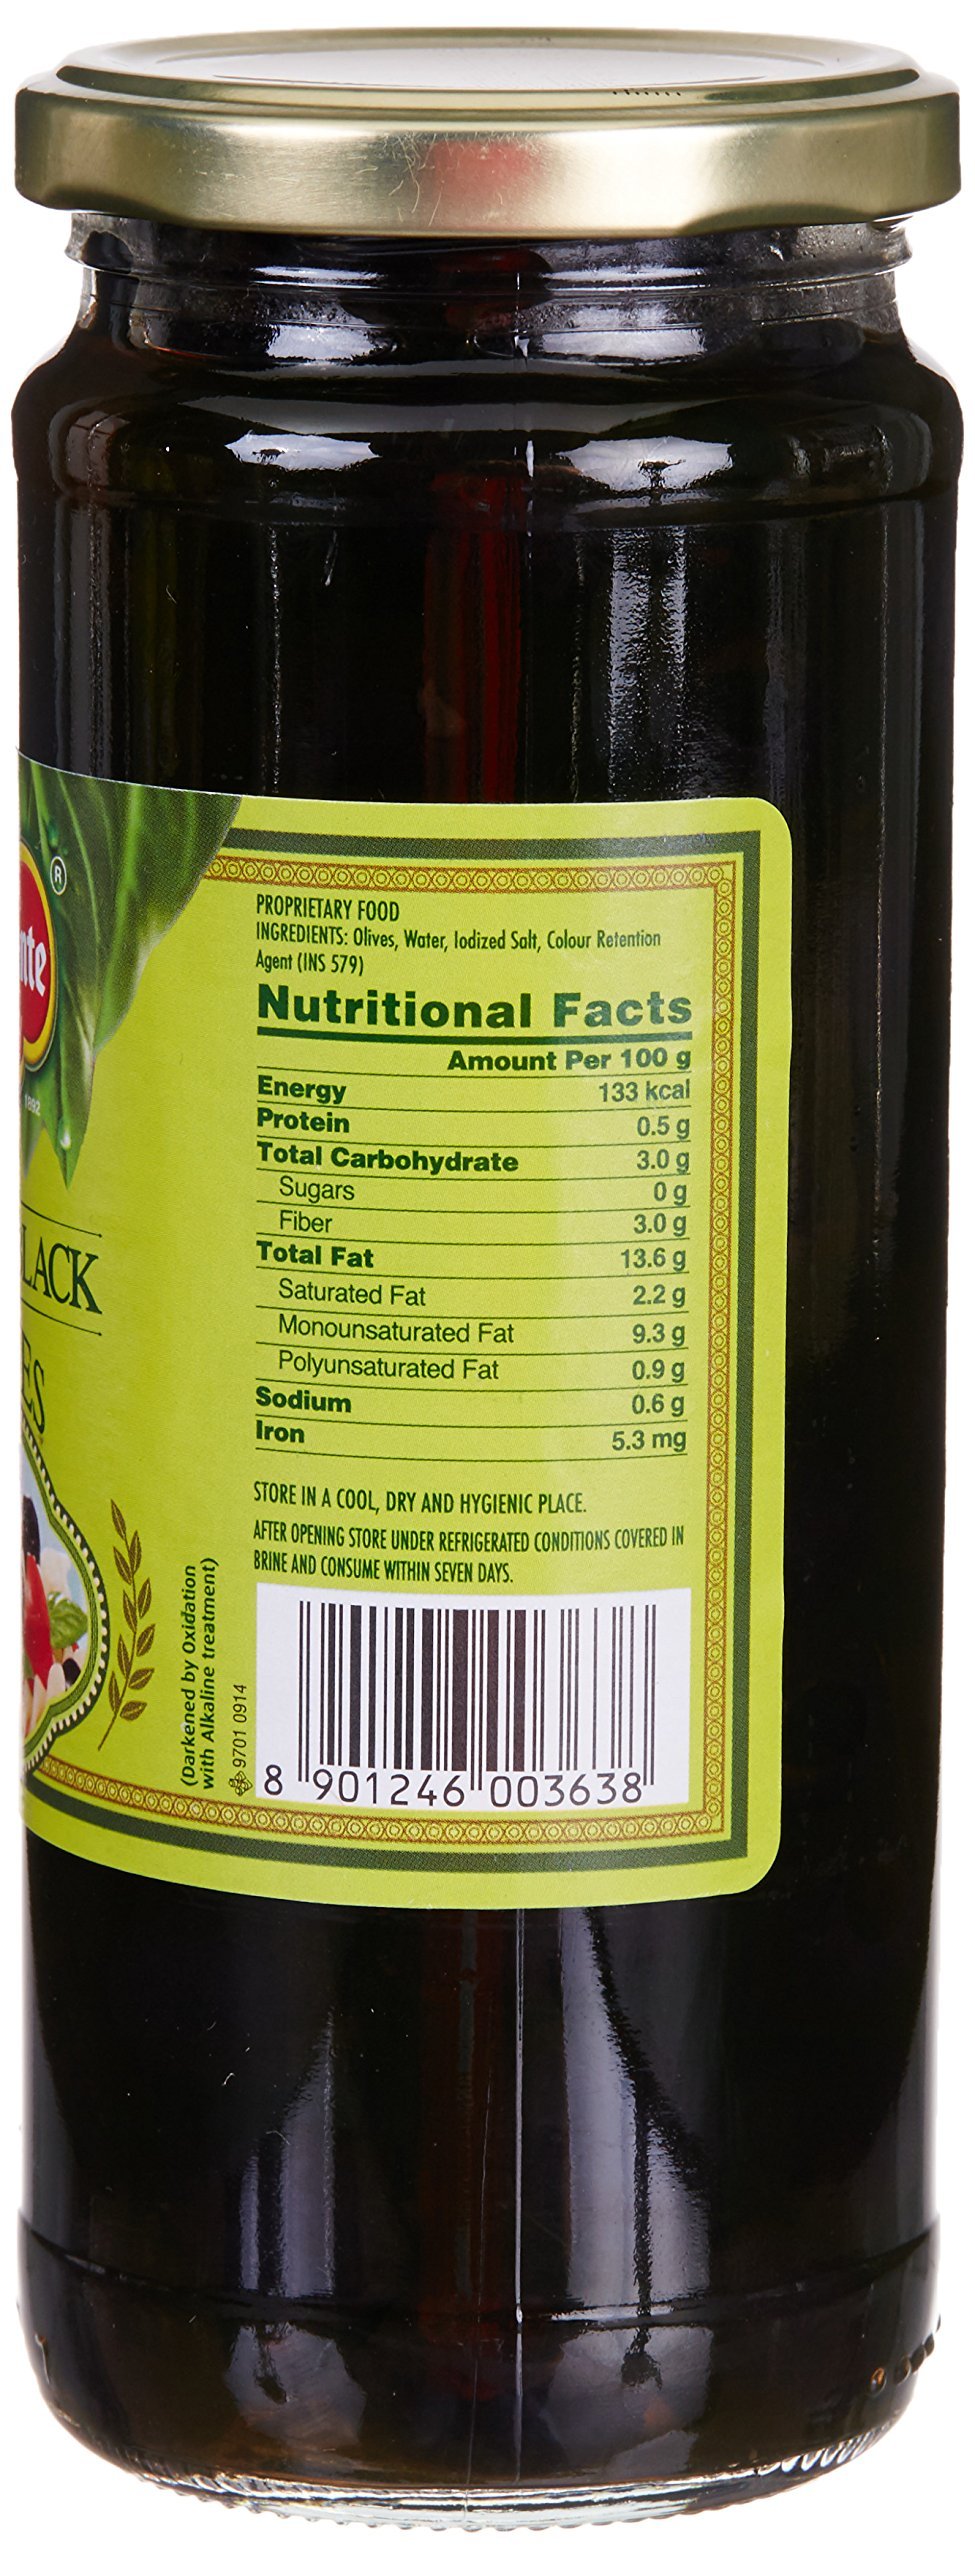 ®
nte
1892
LACK
ES
PROPRIETARY FOOD
INGREDIENTS: Olives, Water, Iodized Salt, Colour Retention
Agent (INS 579)
Nutritional Facts
Amount Per 100 g
Energy 133 kcal
Protein 0.5 g
Total Carbohydrate 3.0 g
Sugars 0 g
Fiber 3.0 g
Total Fat 13.6 g
Saturated Fat 2.2 g
Monounsaturated Fat 9.3 g
Polyunsaturated Fat 0.9 g
Sodium 0.6 g
Iron 5.3 mg
STORE IN A COOL, DRY AND HYGIENIC PLACE.
AFTER OPENING STORE UNDER REFRIGERATED CONDITIONS COVERED IN
BRINE AND CONSUME WITHIN SEVEN DAYS.
(Darkened by Oxidation
with Alkaline treatment)
9701 0914
8 901246 003638